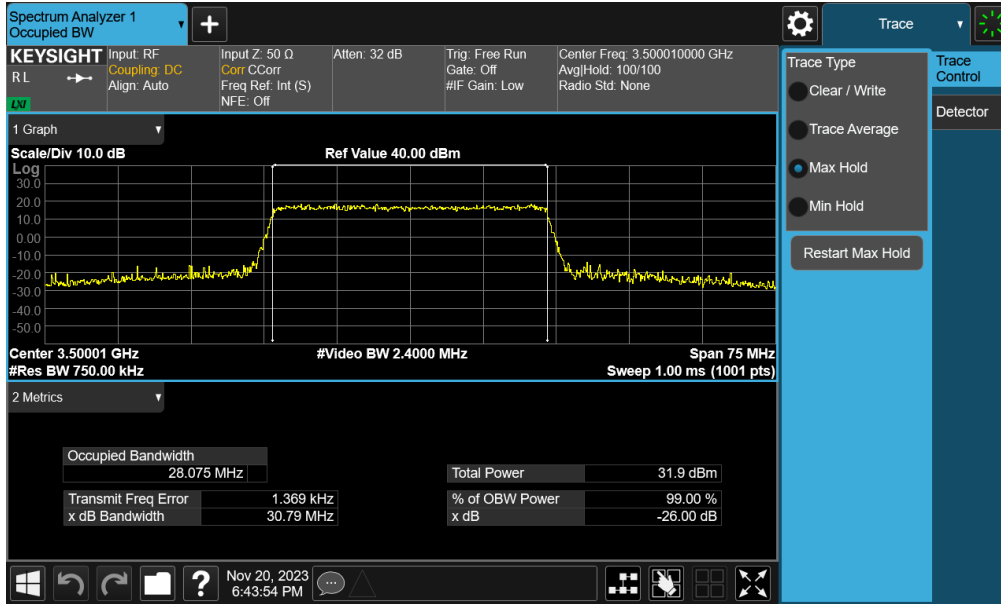 Spectrum Analyzer 1
Occupied BW
Trace
KEYSIGHT
RL
LXI
Input: RF
Coupling: DC
Align: Auto
Input Z: 50 Ω
Corr CCorr
Freq Ref: Int (S)
NFE: Off
Atten: 32 dB
Trig: Free Run
Gate: Off
#IF Gain: Low
Center Freq: 3.500010000 GHz
Avg|Hold: 100/100
Radio Std: None
1 Graph
Scale/Div 10.0 dB
Ref Value 40.00 dBm
Log
30.0
20.0
10.0
0.00
-10.0
-20.0
-30.0
-40.0
-50.0
Center 3.50001 GHz
#Video BW 2.4000 MHz
Span 75 MHz
#Res BW 750.00 kHz
Sweep 1.00 ms (1001 pts)
2 Metrics
Occupied Bandwidth
28.075 MHz
Transmit Freq Error 1.369 kHz
x dB Bandwidth 30.79 MHz
Total Power 31.9 dBm
% of OBW Power 99.00 %
x dB -26.00 dB
Nov 20, 2023
6:43:54 PM
Trace Type
Clear / Write
Trace Average
Max Hold
Min Hold
Restart Max Hold
Trace
Control
Detector